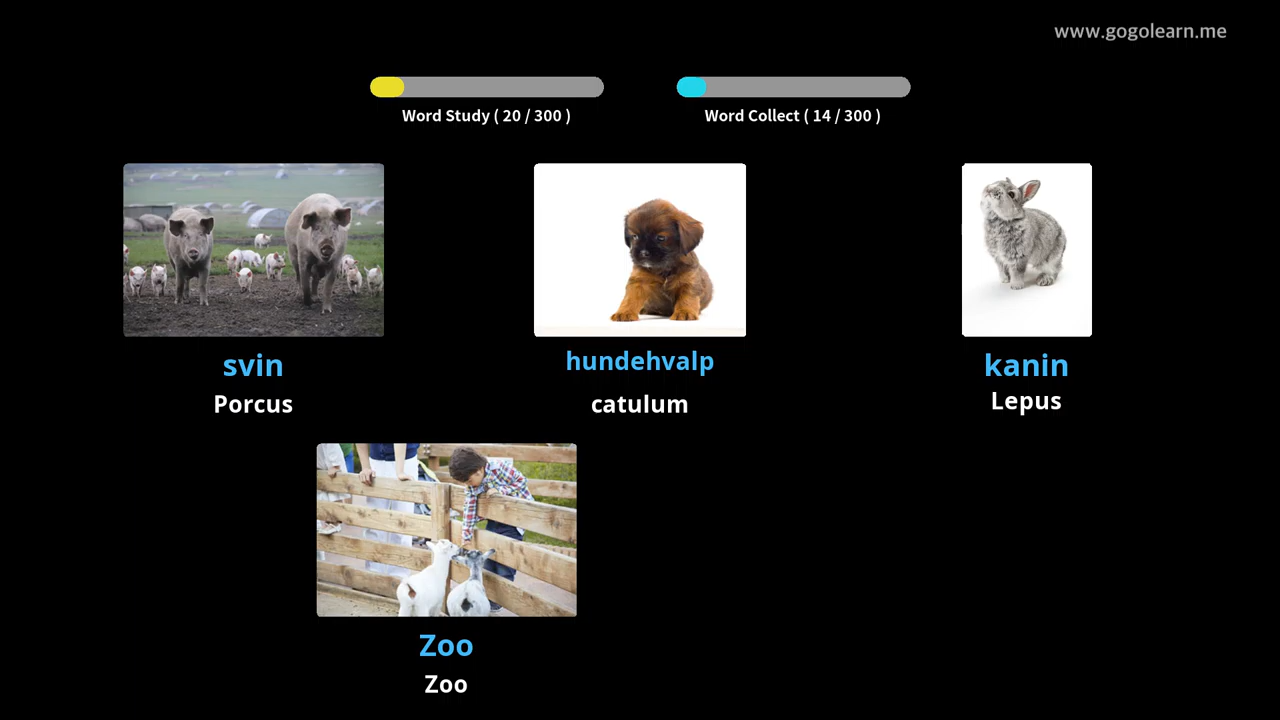 www.gogolearn.me
Word Study ( 20 / 300 )
Word Collect ( 14 / 300 )
svin
hundehvalp
kanin
Porcus
catulum
Lepus
Zoo
Zoo